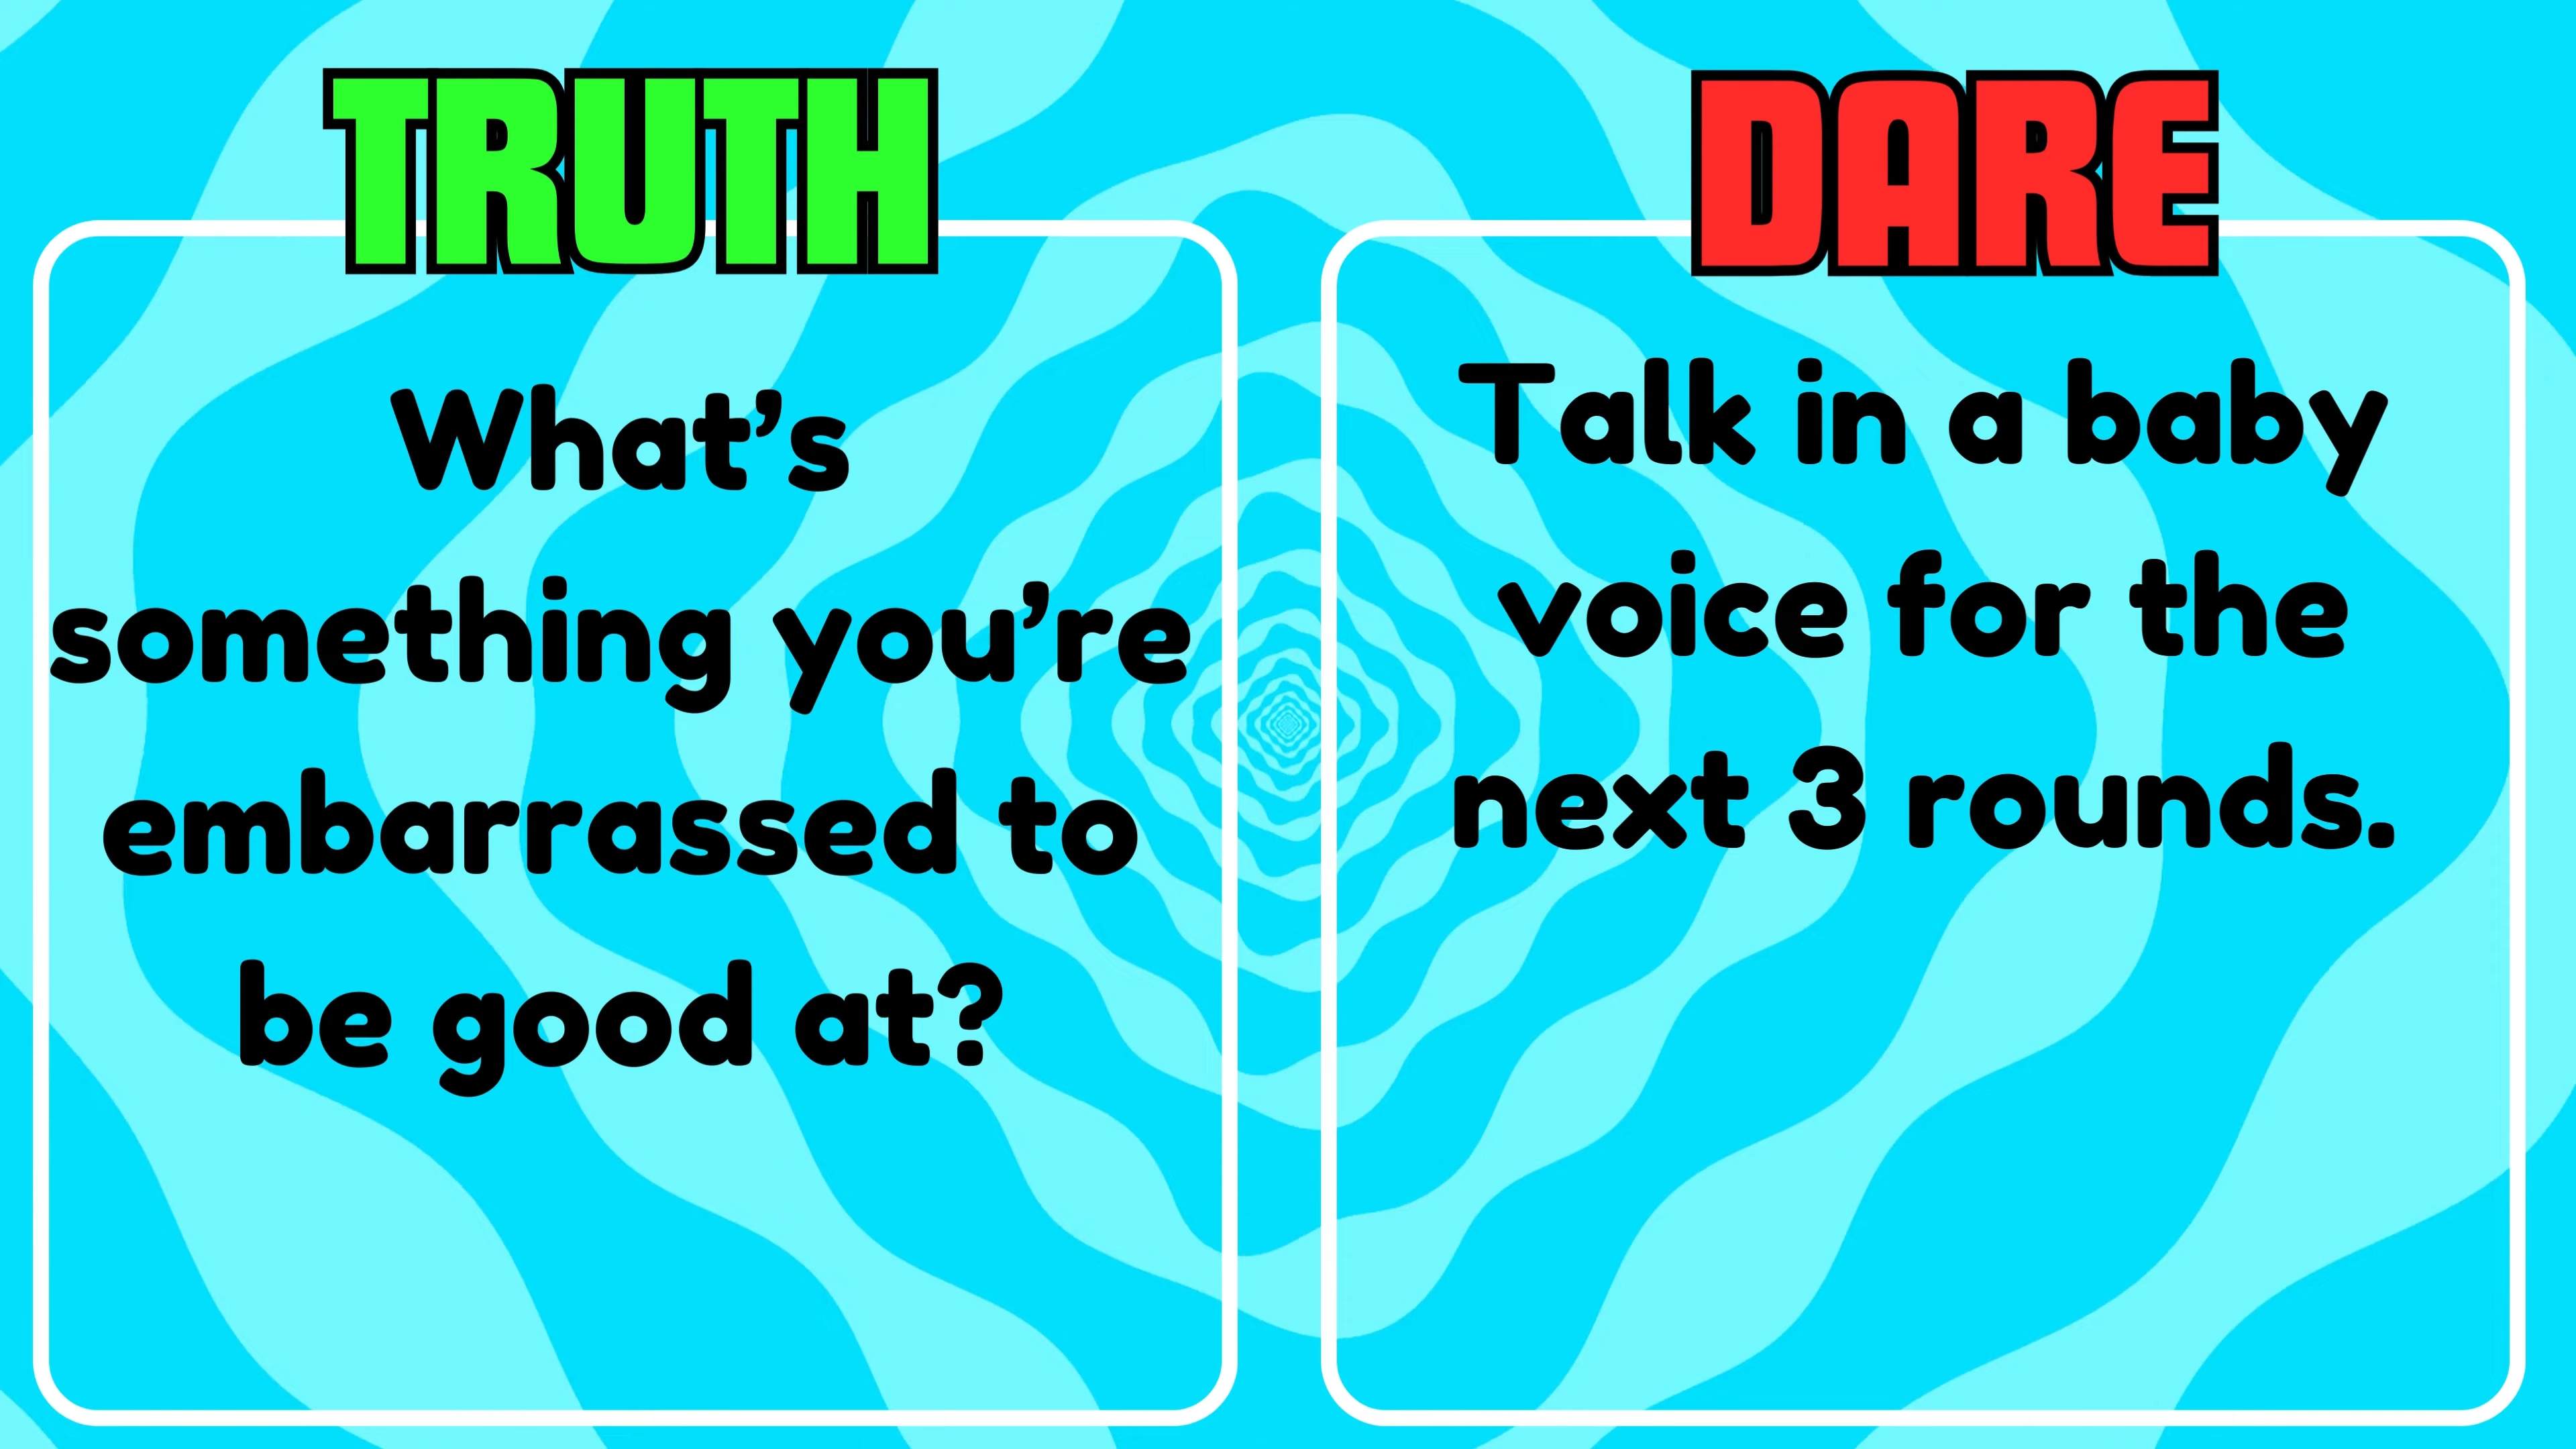 TRUTH
What’s
something you’re
embarrassed to
be good at?
DARE
Talk in a baby
voice for the
next 3 rounds.